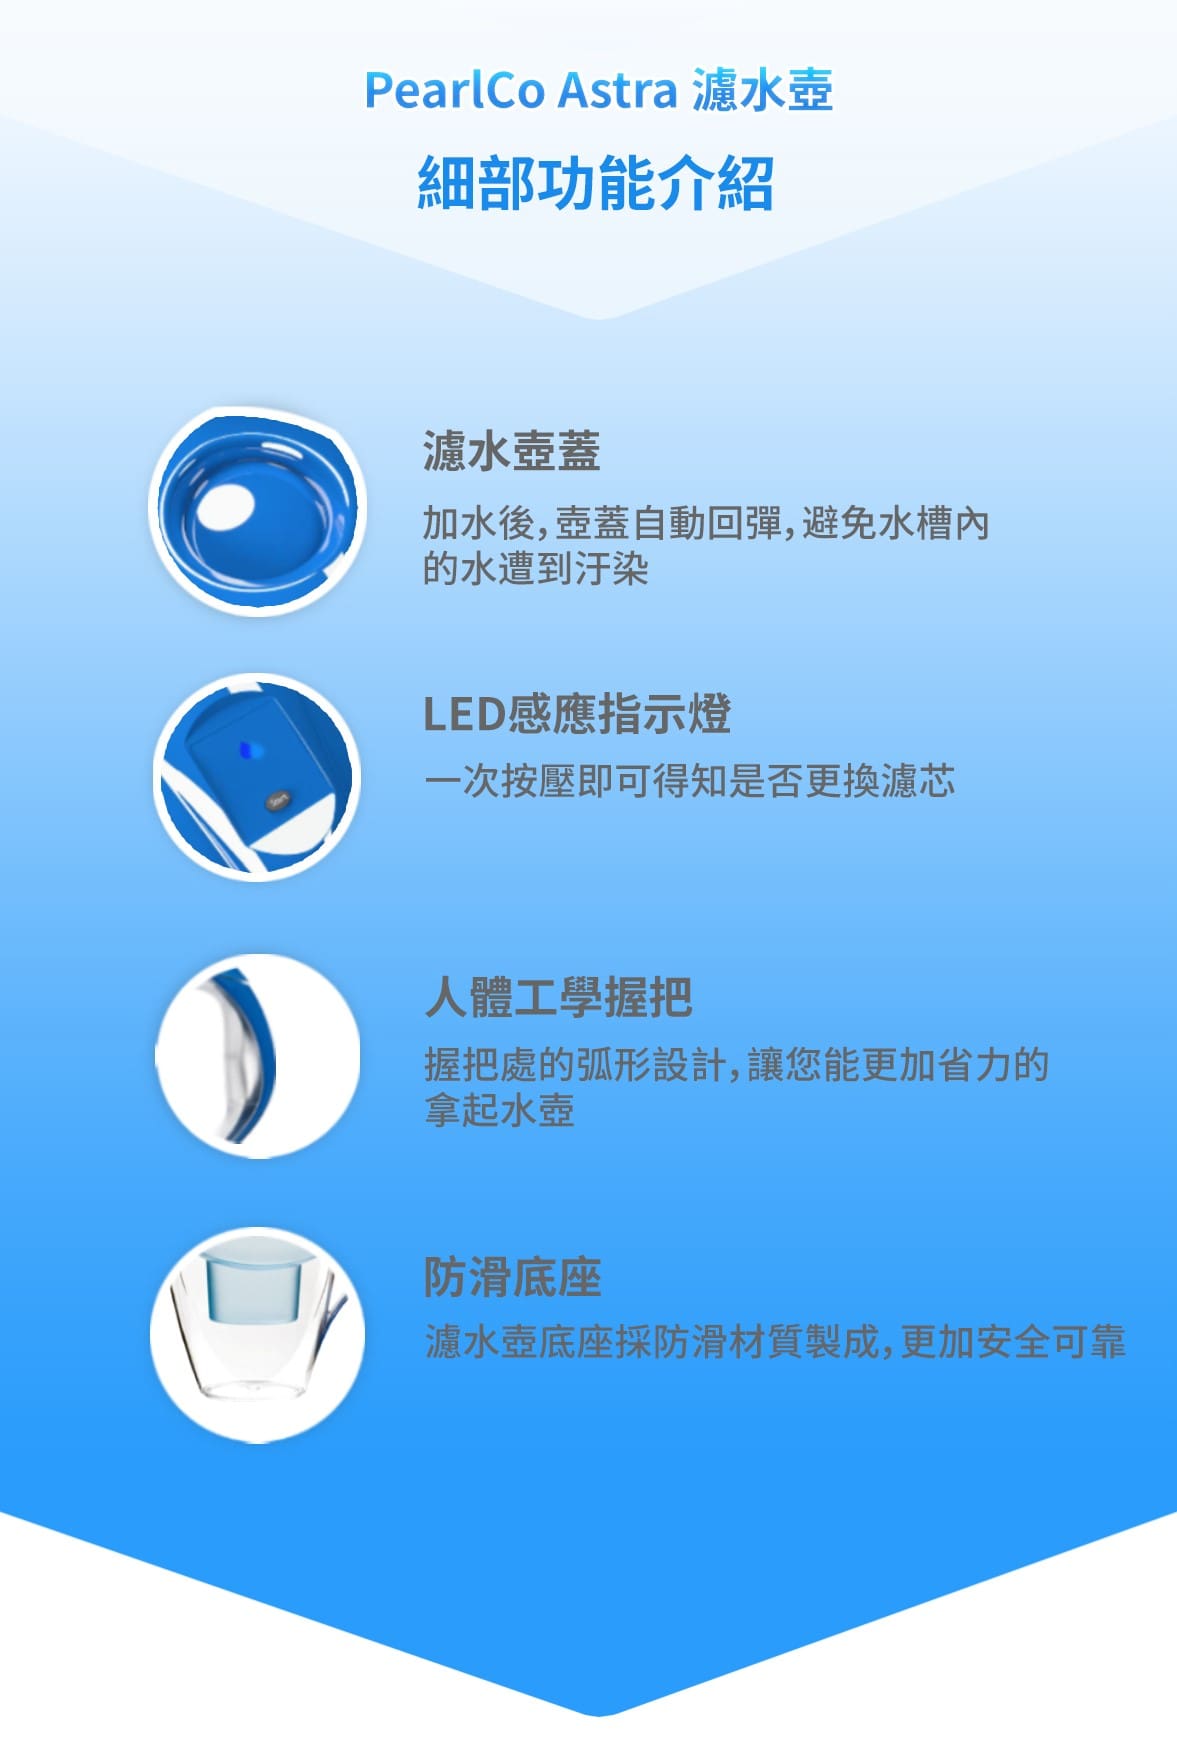 PearlCo Astra 濾水壺
細部功能介紹
濾水壺蓋
加水後,壺蓋自動回彈,避免水槽內
的水遭到汙染
LED感應指示燈
一次按壓即可得知是否更換濾芯
人體工學握把
握把處的弧形設計,讓您能更加省力的
拿起水壺
防滑底座
濾水壺底座採防滑材質製成,更加安全可靠
Start